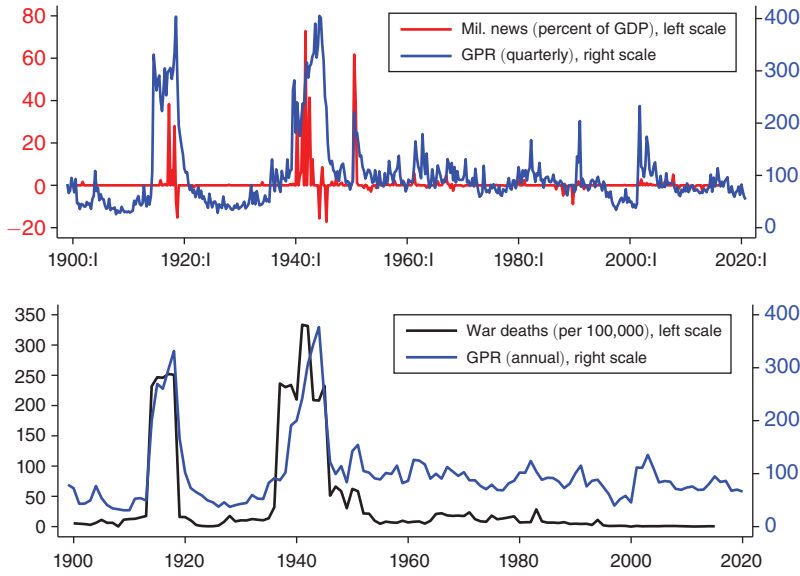 80
60
40
20
0
−20
400
300
200
100
0
Mil. news (percent of GDP), left scale
GPR (quarterly), right scale
1900:I
1920:I
1940:I
1960:I
1980:I
2000:I
2020:I
350
300
250
200
150
100
50
0
400
300
200
100
0
War deaths (per 100,000), left scale
GPR (annual), right scale
1900
1920
1940
1960
1980
2000
2020